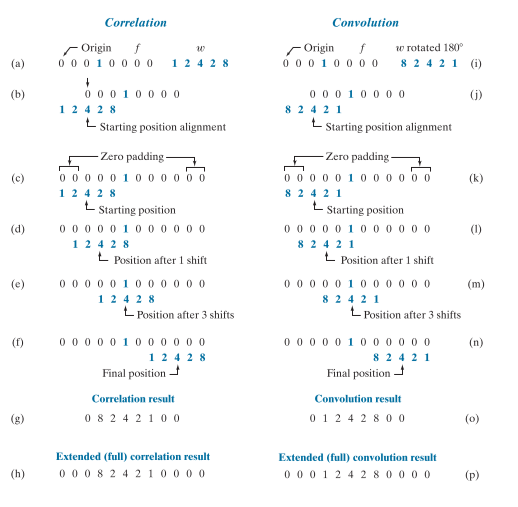 Correlation Convolution
Origin f w Origin f w rotated 180°
(a) 0 0 0 1 0 0 0 0 1 2 4 2 8 0 0 0 1 0 0 0 0 8 2 4 2 1 (i)
(b) 0 0 0 1 0 0 0 0 0 0 0 1 0 0 0 0 (j)
1 2 4 2 8 8 2 4 2 1
Starting position alignment Starting position alignment
Zero padding Zero padding
(c) 0 0 0 0 0 1 0 0 0 0 0 0 0 0 0 0 0 1 0 0 0 0 0 0 (k)
1 2 4 2 8 8 2 4 2 1
Starting position Starting position
(d) 0 0 0 0 0 1 0 0 0 0 0 0 0 0 0 0 0 1 0 0 0 0 0 0 (l)
1 2 4 2 8 8 2 4 2 1
Position after 1 shift Position after 1 shift
(e) 0 0 0 0 0 1 0 0 0 0 0 0 0 0 0 0 0 1 0 0 0 0 0 0 (m)
1 2 4 2 8 8 2 4 2 1
Position after 3 shifts Position after 3 shifts
(f) 0 0 0 0 0 1 0 0 0 0 0 0 0 0 0 0 0 1 0 0 0 0 0 0 (n)
1 2 4 2 8 8 2 4 2 1
Final position Final position
Correlation result Convolution result
(g) 0 8 2 4 2 1 0 0 0 1 2 4 2 8 0 0 (o)
Extended (full) correlation result Extended (full) convolution result
(h) 0 0 0 8 2 4 2 1 0 0 0 0 0 0 0 1 2 4 2 8 0 0 0 0 (p)